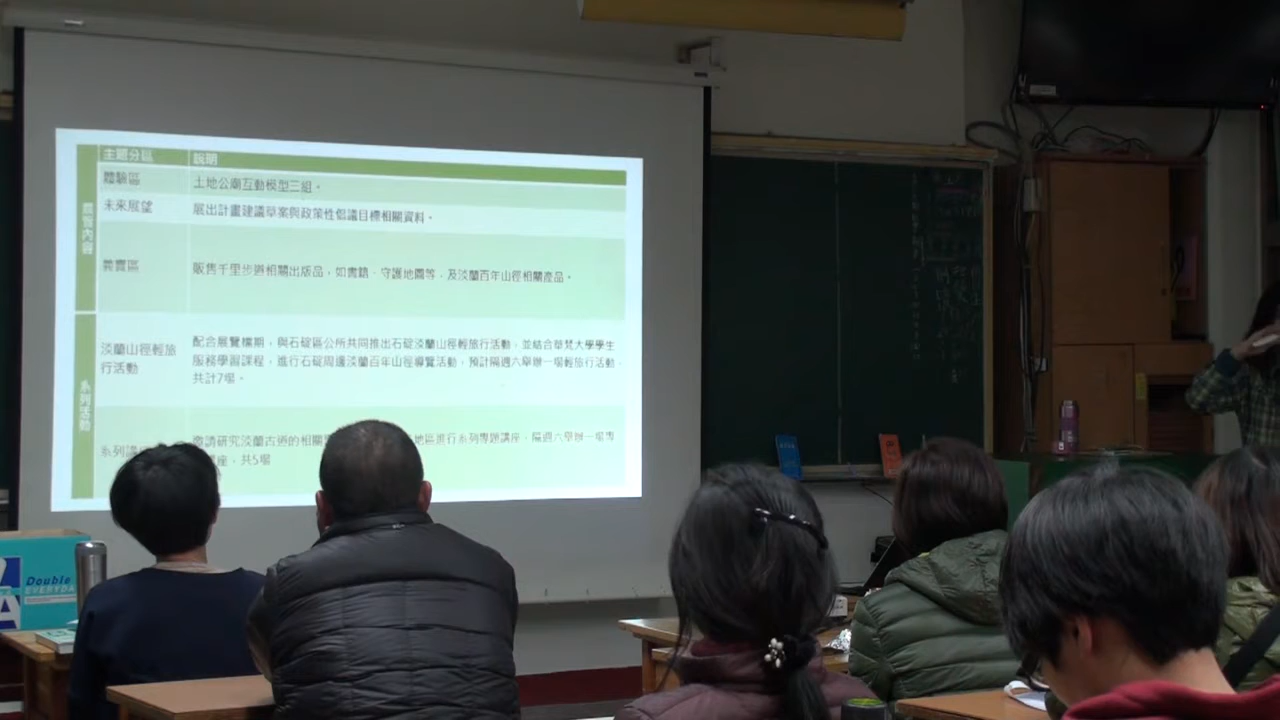 主題分區 說明
展覽內容
體驗區 土地公廟互動模型三組。
未來展望 展出計畫建議草案與政策性倡議目標相關資料。
義賣區 販售千里步道相關出版品，如書籍、守護地圖等，及淡蘭百年山徑相關產品。
系列活動
淡蘭山徑輕旅
行活動
配合展覽檔期，與石碇區公所共同推出石碇淡蘭山徑輕旅行活動，並結合華梵大學學生
服務學習課程，進行石碇周邊淡蘭百年山徑導覽活動，預計隔週六舉辦一場輕旅行活動，
共計7場。
系列講
邀請研究淡蘭古道的相關
地區進行系列專題講座，隔週六舉辦一場專
座，共5場
Double
EVERYDA
A